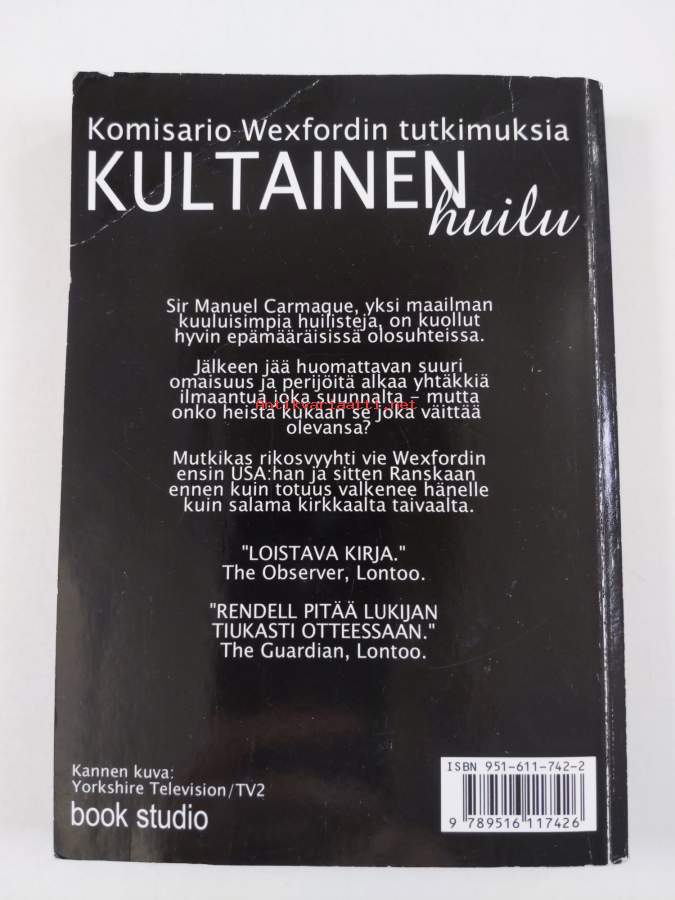 Komisario Wexfordin tutkimuksia
KULTAINEN
huilu
Sir Manuel Carmaque, yksi maailman
kuuluisimpia huilisteja, on kuollut
hyvin epämääräisissä olosuhteissa.
Jälkeen jää huomattavan suuri
omaisuus ja perijöitä alkaa yhtäkkiä
ilmaantua joka suunnalta – mutta
Antikvariaatti.net
onko heistä kukaan se joka väittää
olevansa?
Mutkikas rikosvyyhti vie Wexfordin
ensin USA:han ja sitten Ranskaan
ennen kuin totuus valkenee hänelle
kuin salama kirkkaalta taivaalta.
"LOISTAVA KIRJA."
The Observer, Lontoo.
"RENDELL PITÄÄ LUKIJAN
TIUKASTI OTTEESSAAN."
The Guardian, Lontoo.
Kannen kuva:
Yorkshire Television/TV2
book studio
ISBN 951-611-742-2
9 789516 117426